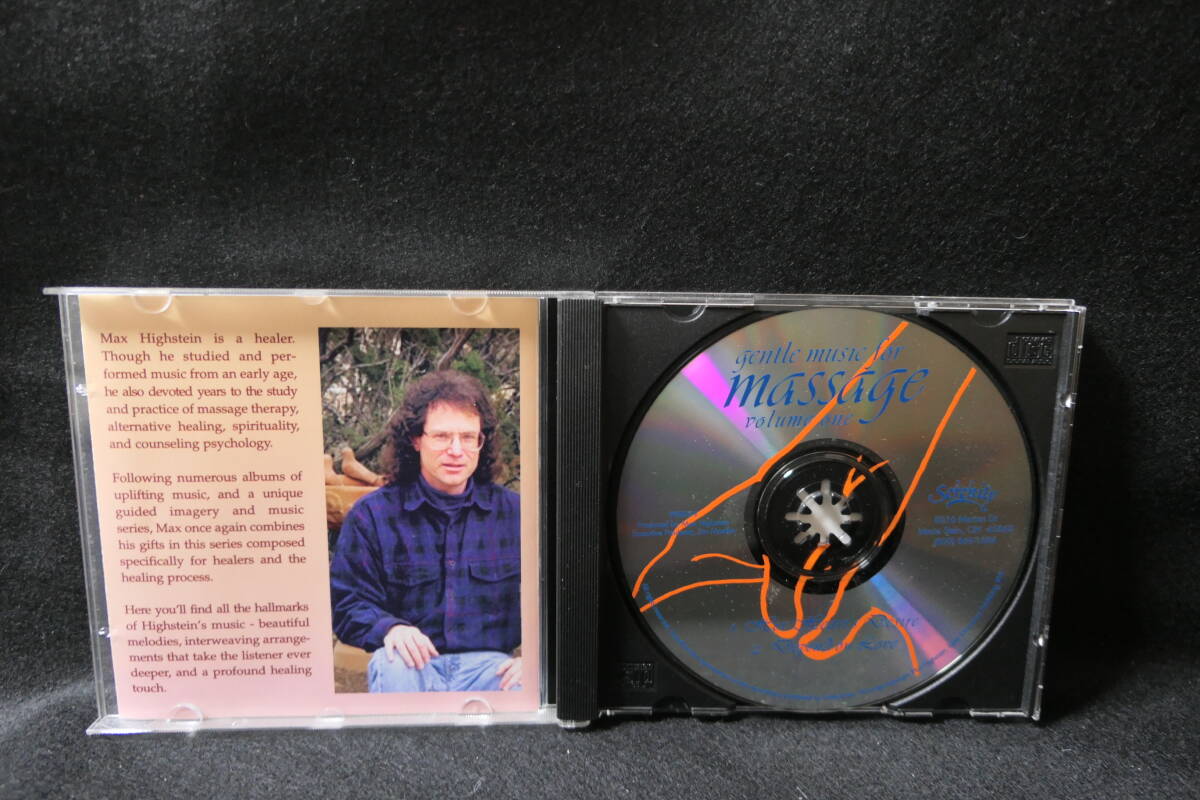 Max Highstein is a healer.
Though he studied and per-
formed music from an early age,
he also devoted years to the study
and practice of massage therapy,
alternative healing, spirituality,
and counseling psychology.
Following numerous albums of
uplifting music, and a unique
guided imagery and music
series, Max once again combines
his gifts in this series composed
specifically for healers and the
healing process.
Here you'll find all the hallmarks
of Highstein's music - beautiful
melodies, interweaving arrange-
ments that take the listener ever
deeper, and a profound healing
touch.
gentle music for
massage
volume one
Serenity
disc
Love